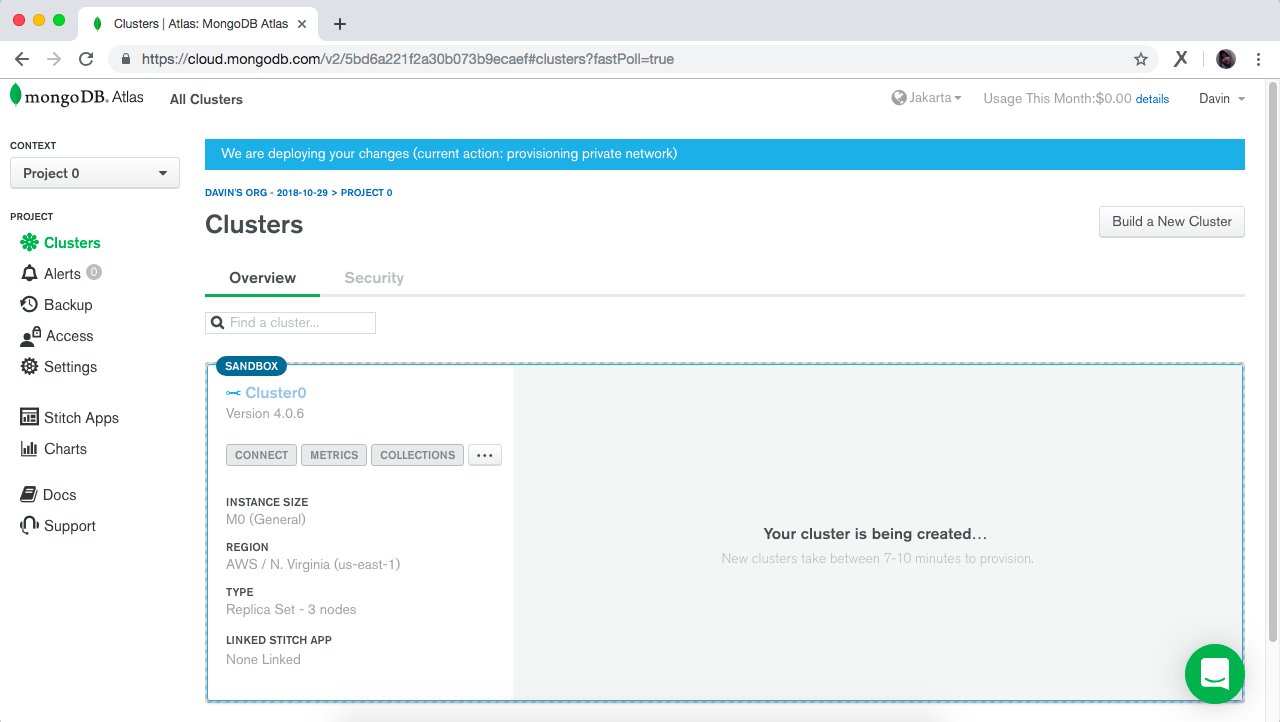 Clusters | Atlas: MongoDB Atlas
https://cloud.mongodb.com/v2/5bd6a221f2a30b073b9ecaef#clusters?fastPoll=true
mongoDB. Atlas
All Clusters
Jakarta
Usage This Month:$0.00 details
Davin
CONTEXT
Project 0
PROJECT
Clusters
Alerts 0
Backup
Access
Settings
Stitch Apps
Charts
Docs
Support
We are deploying your changes (current action: provisioning private network)
DAVIN'S ORG - 2018-10-29 > PROJECT 0
Clusters
Build a New Cluster
Overview
Security
Find a cluster...
SANDBOX
Cluster0
Version 4.0.6
CONNECT
METRICS
COLLECTIONS
...
INSTANCE SIZE
M0 (General)
REGION
AWS / N. Virginia (us-east-1)
TYPE
Replica Set - 3 nodes
LINKED STITCH APP
None Linked
Your cluster is being created...
New clusters take between 7-10 minutes to provision.